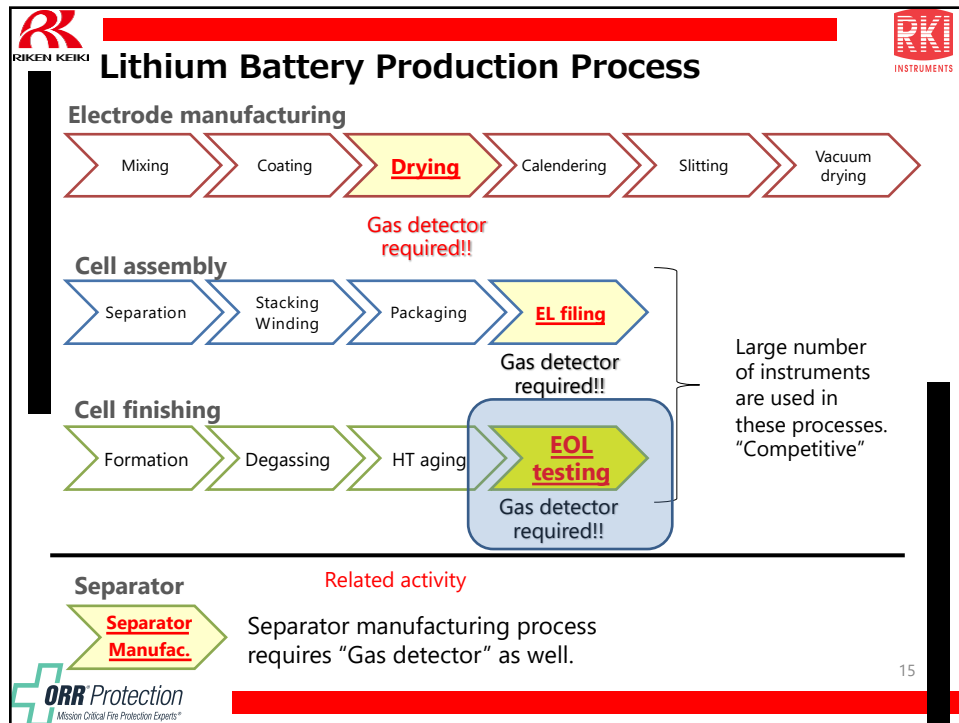 RIKEN KEIKI
RKI
INSTRUMENTS
Lithium Battery Production Process
Electrode manufacturing
Mixing
Coating
Drying
Calendering
Slitting
Vacuum
drying
Gas detector
required!!
Cell assembly
Separation
Stacking
Winding
Packaging
EL filing
Gas detector
required!!
Large number
of instruments
are used in
these processes.
“Competitive”
Cell finishing
Formation
Degassing
HT aging
EOL
testing
Gas detector
required!!
Related activity
Separator
Separator
Manufac.
Separator manufacturing process
requires “Gas detector” as well.
15
ORR® Protection
Mission Critical Fire Protection Experts®